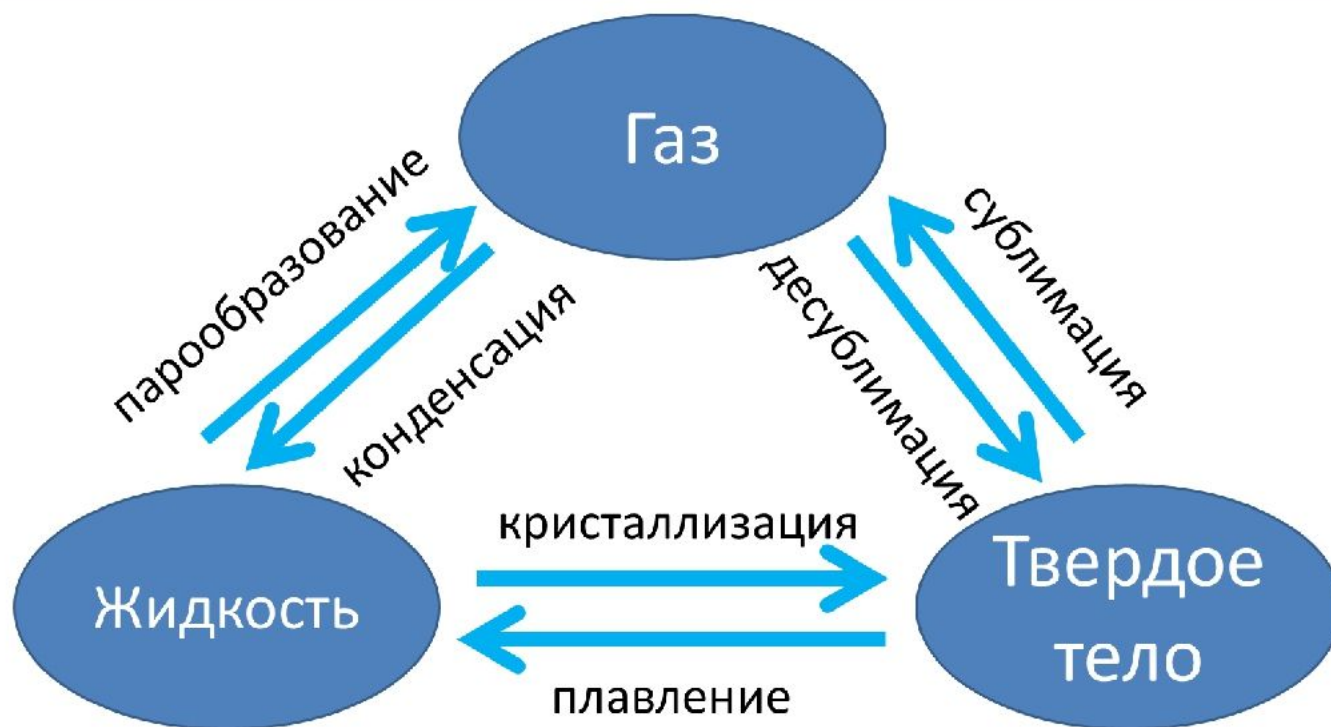 Газ
парообразование
конденсация
десублимация
сублимация
кристаллизация
Жидкость
Твердое
тело
плавление